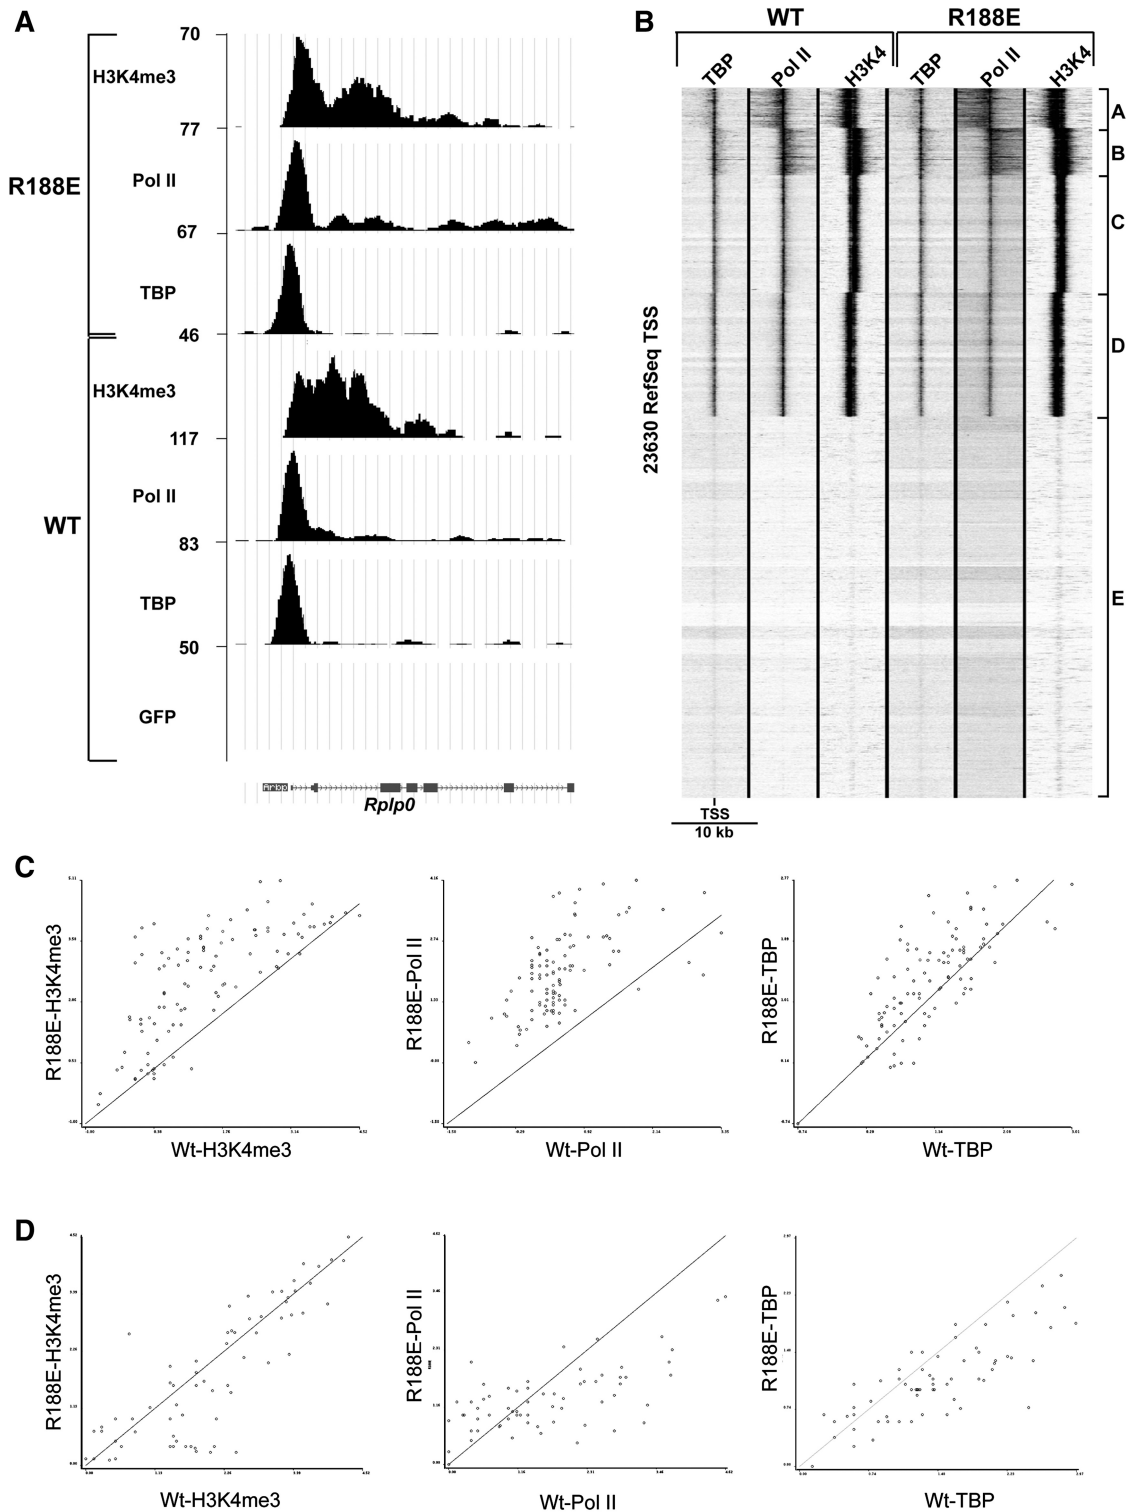 A
70
H3K4me3
77
Pol II
R188E
67
TBP
46
H3K4me3
117
Pol II
WT
83
TBP
50
GFP
Arbp
Rplp0
B
WT R188E
TBP Pol II H3K4 TBP Pol II H3K4
23630 RefSeq TSS
A
B
C
D
E
TSS
10 kb
C
R188E-H3K4me3
Wt-H3K4me3
R188E-Pol II
Wt-Pol II
R188E-TBP
Wt-TBP
D
R188E-H3K4me3
Wt-H3K4me3
R188E-Pol II
Wt-Pol II
R188E-TBP
Wt-TBP